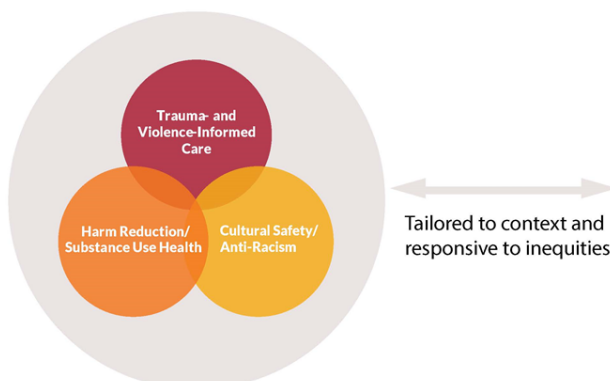 Trauma- and
Violence-Informed
Care
Harm Reduction/
Substance Use Health
Cultural Safety/
Anti-Racism
Tailored to context and
responsive to inequities